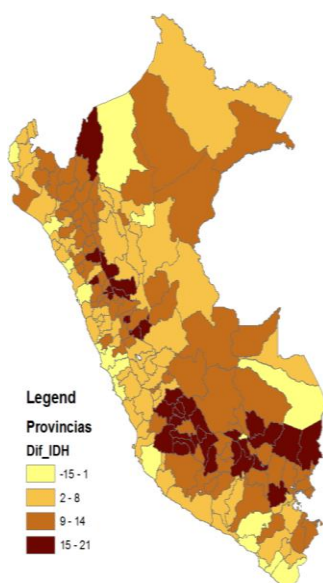 Legend
Provincias
Dif_IDH
-15 - 1
2 - 8
9 - 14
15 - 21